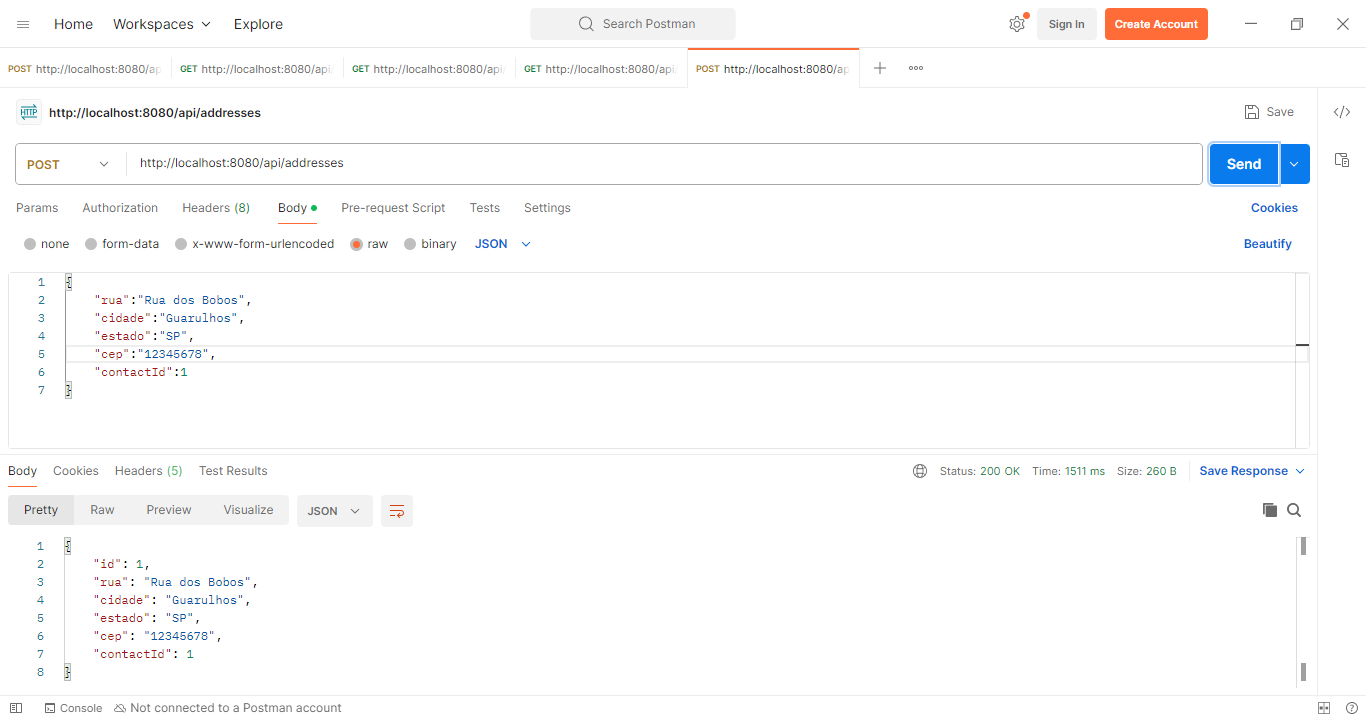 Home Workspaces Explore Search Postman Sign In Create Account
POST http://localhost:8080/ap GET http://localhost:8080/api/ GET http://localhost:8080/api/ GET http://localhost:8080/api/ POST http://localhost:8080/ap
HTTP http://localhost:8080/api/addresses Save
POST http://localhost:8080/api/addresses Send
Params Authorization Headers (8) Body Pre-request Script Tests Settings Cookies
none form-data x-www-form-urlencoded raw binary JSON Beautify
1 {
2 "rua":"Rua dos Bobos",
3 "cidade":"Guarulhos",
4 "estado":"SP",
5 "cep":"12345678",
6 "contactId":1
7 }
Body Cookies Headers (5) Test Results Status: 200 OK Time: 1511 ms Size: 260 B Save Response
Pretty Raw Preview Visualize JSON
1 {
2 "id": 1,
3 "rua": "Rua dos Bobos",
4 "cidade": "Guarulhos",
5 "estado": "SP",
6 "cep": "12345678",
7 "contactId": 1
8 }
Console Not connected to a Postman account